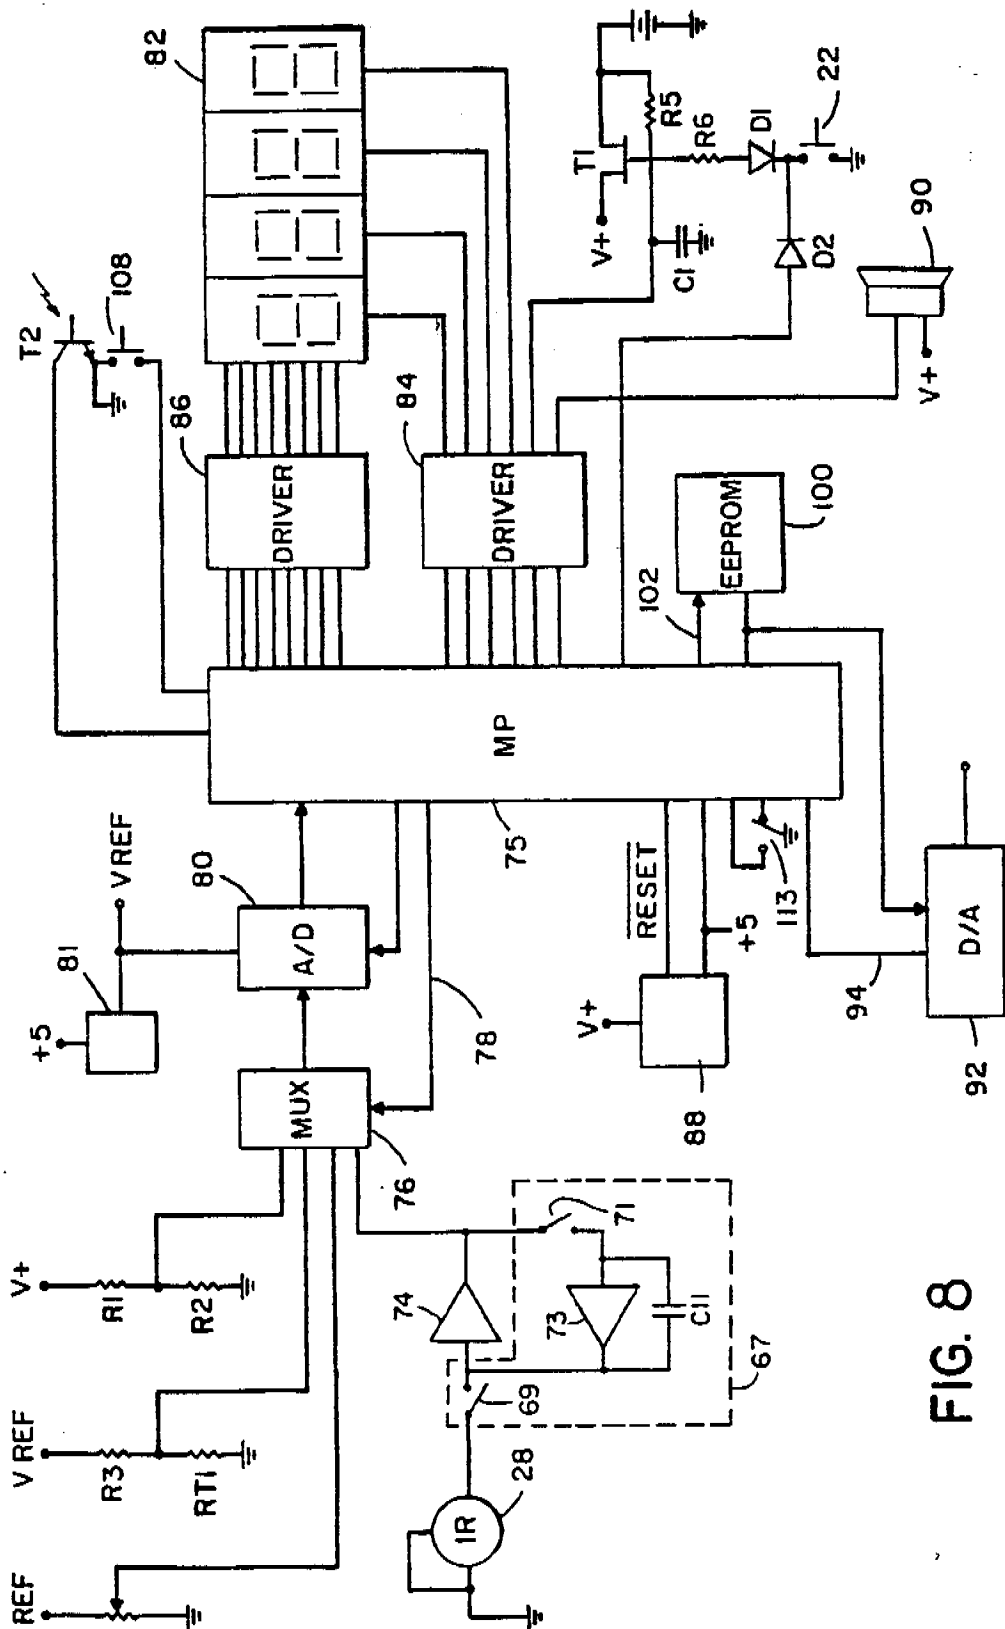 REF
V REF
V+
R3
RT1
R1
R2
IR
28
69
67
73
C11
71
74
MUX
76
78
+5
81
V REF
80
A/D
75
MP
V+
88
RESET
+5
113
94
92
D/A
T2
108
86
DRIVER
82
84
DRIVER
102
EEPROM
100
V+
T1
R5
R6
C1
D1
D2
22
90
V+
FIG. 8